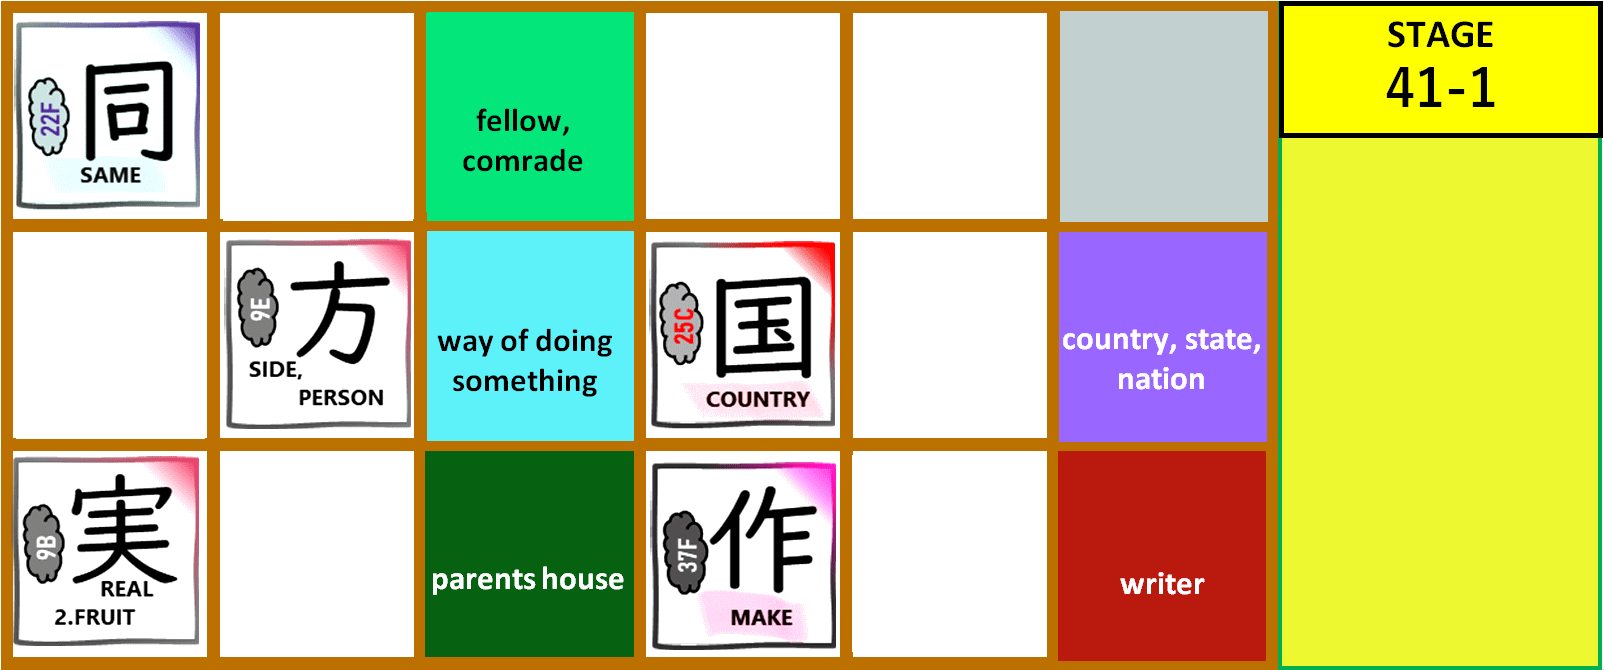 22F
同
SAME
fellow,
comrade
STAGE
41-1
9E
方
SIDE,
PERSON
way of doing
something
25C
国
COUNTRY
country, state,
nation
9B
実
REAL
2.FRUIT
parents house
37F
作
MAKE
writer